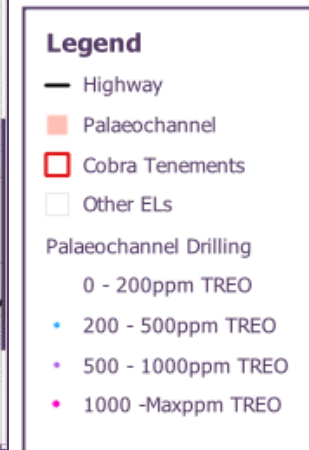 Legend
Highway
Palaeochannel
Cobra Tenements
Other ELs
Palaeochannel Drilling
0 - 200ppm TREO
200 - 500ppm TREO
500 - 1000ppm TREO
1000 -Maxppm TREO